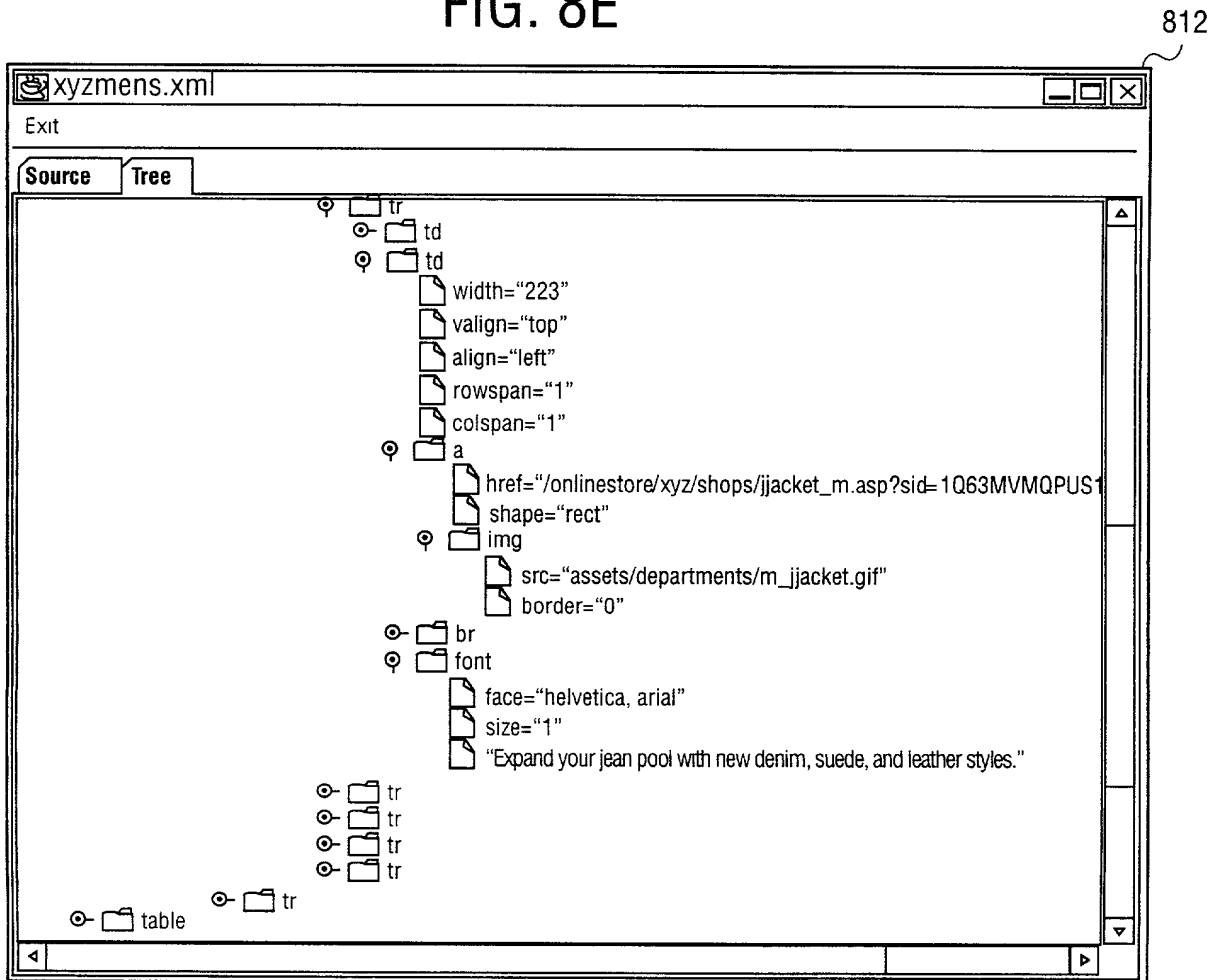 FIG. 8E
812
xyzmens.xml
Exit
Source Tree
tr
td
td
width="223"
valign="top"
align="left"
rowspan="1"
colspan="1"
a
href="/onlinestore/xyz/shops/jjacket_m.asp?sid=1Q63MVMQPUS1
shape="rect"
img
src="assets/departments/m_jjacket.gif"
border="0"
br
font
face="helvetica, arial"
size="1"
"Expand your jean pool with new denim, suede, and leather styles."
tr
tr
tr
tr
tr
table